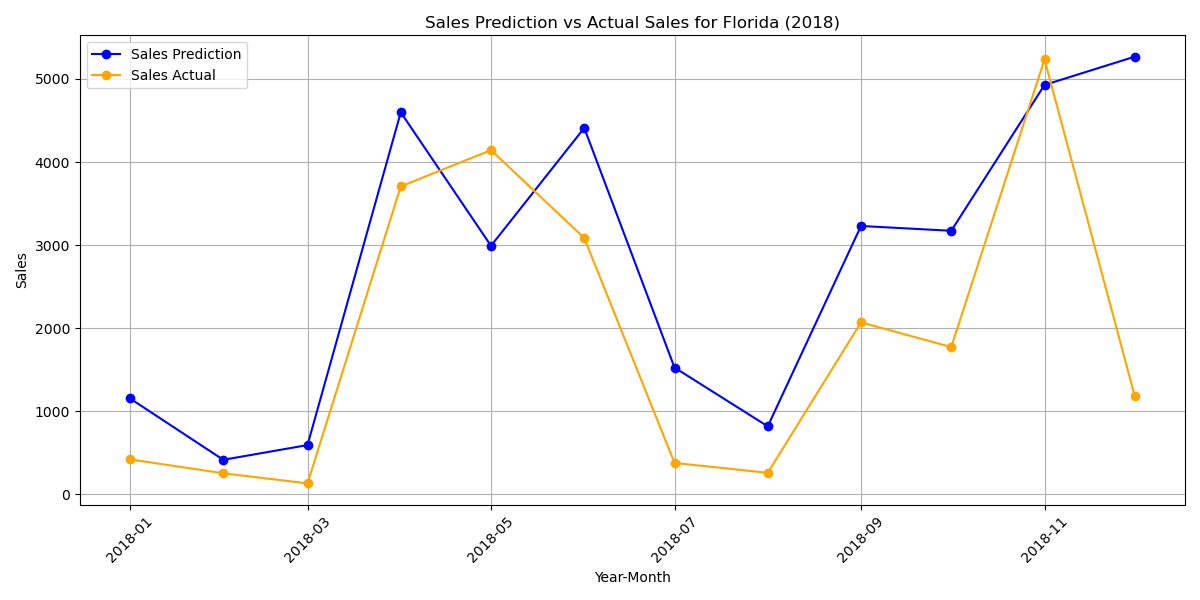 Sales Prediction vs Actual Sales for Florida (2018)
Sales Prediction
Sales Actual
5000
4000
3000
2000
1000
0
Sales
2018-01
2018-03
2018-05
2018-07
2018-09
2018-11
Year-Month